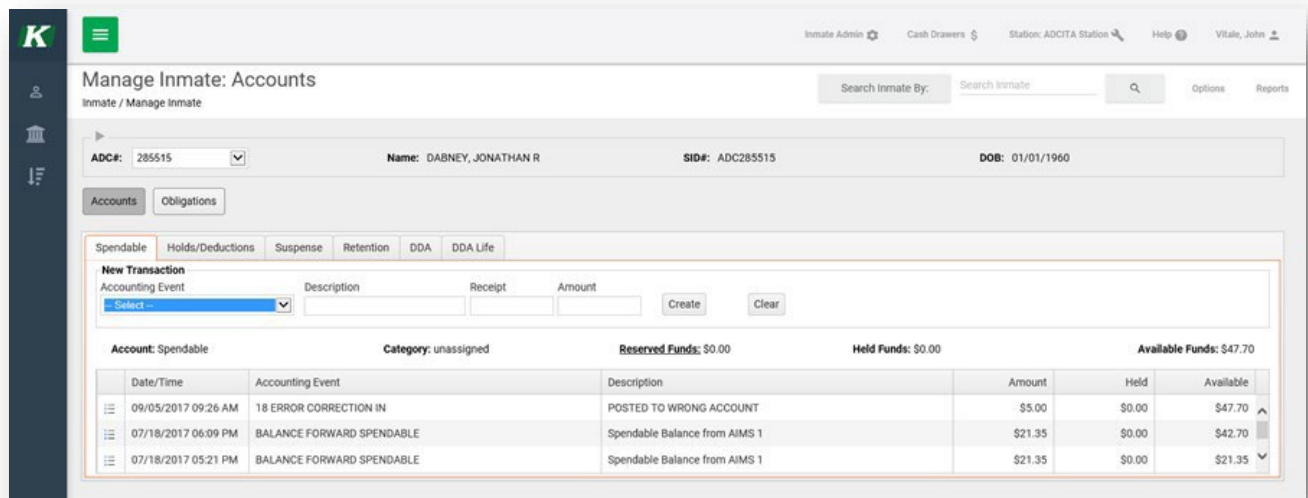 K
Inmate Admin Cash Drawers $ Station: ADCITA Station Help ? Vitale, John
Manage Inmate: Accounts
Search Inmate By: Search Inmate Options Reports
Inmate / Manage Inmate
ADC#: 285515 Name: DABNEY, JONATHAN R SID#: ADC285515 DOB: 01/01/1960
Accounts Obligations
Spendable Holds/Deductions Suspense Retention DDA DDA Life
New Transaction
Accounting Event Description Receipt Amount
-- Select -- Create Clear
Account: Spendable Category: unassigned Reserved Funds: $0.00 Held Funds: $0.00 Available Funds: $47.70
Date/Time Accounting Event Description Amount Held Available
09/05/2017 09:26 AM 18 ERROR CORRECTION IN POSTED TO WRONG ACCOUNT $5.00 $0.00 $47.70
07/18/2017 06:09 PM BALANCE FORWARD SPENDABLE Spendable Balance from AIMS 1 $21.35 $0.00 $42.70
07/18/2017 05:21 PM BALANCE FORWARD SPENDABLE Spendable Balance from AIMS 1 $21.35 $0.00 $21.35